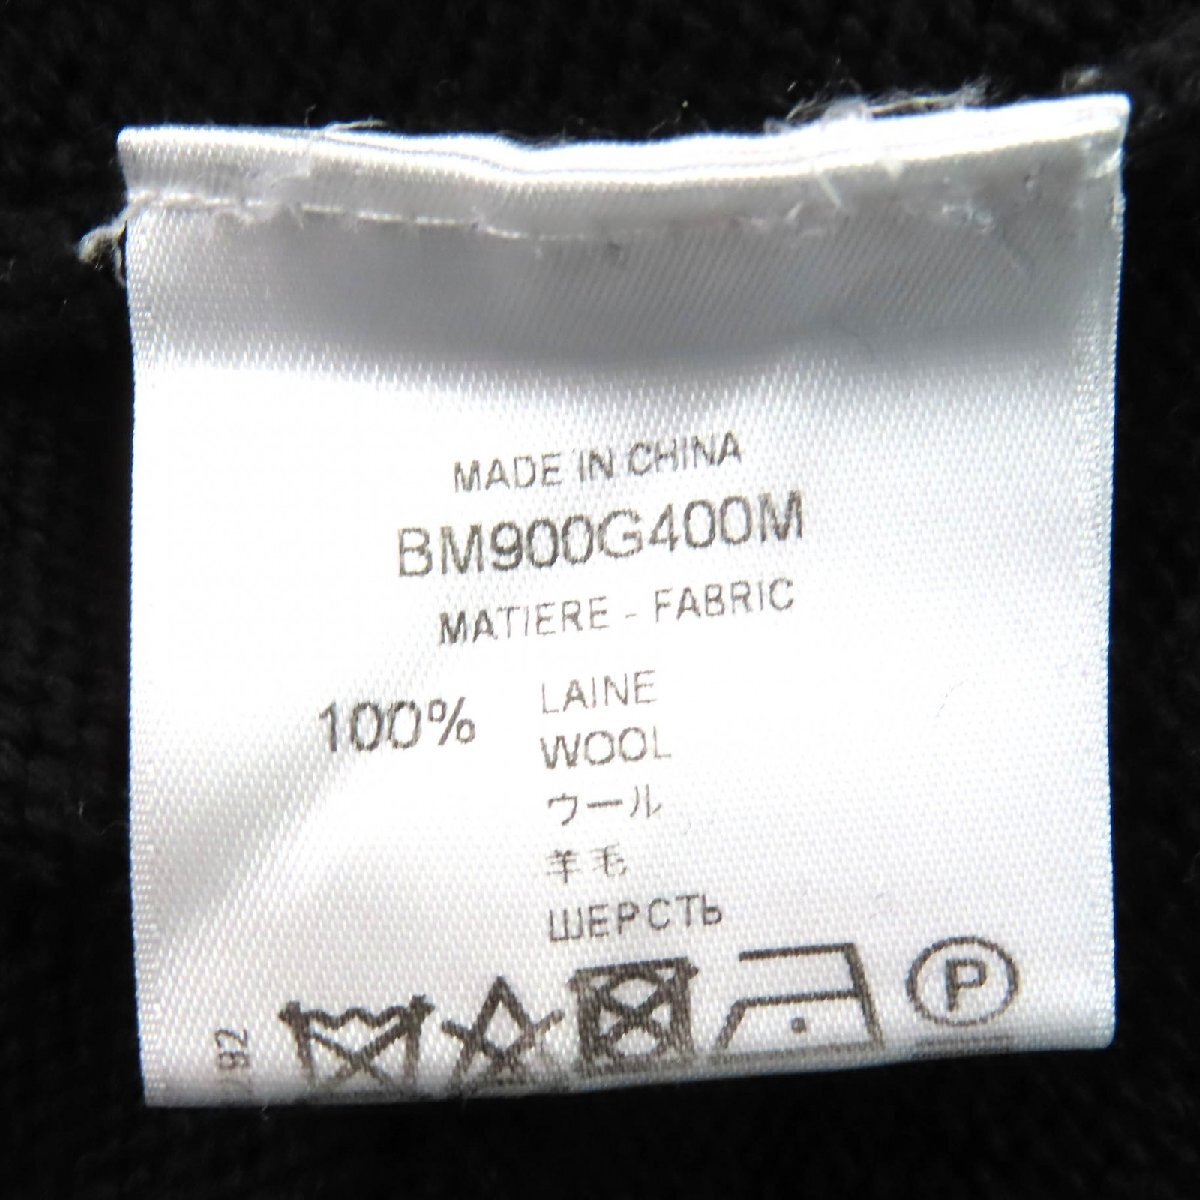 MADE IN CHINA
BM900G400M
MATIERE - FABRIC
100% LAINE
WOOL
ウール
羊毛
ШЕРСТЬ
P